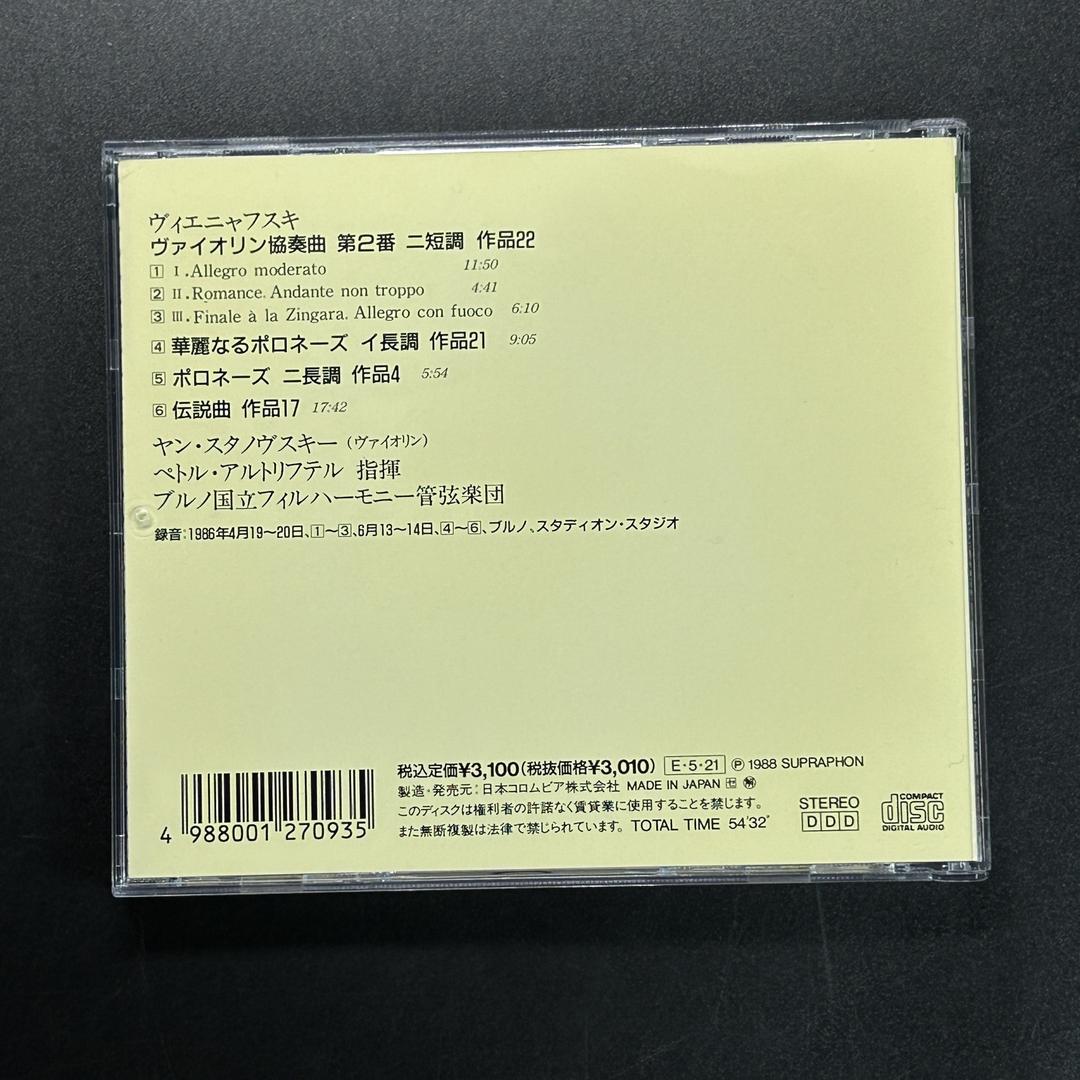 ヴィエニャフスキ
ヴァイオリン協奏曲 第2番 ニ短調 作品22
1 I.Allegro moderato 11:50
2 II.Romance. Andante non troppo 4:41
3 III.Finale à la Zingara. Allegro con fuoco 6:10
4 華麗なるポロネーズ イ長調 作品21 9:05
5 ポロネーズ ニ長調 作品4 5:54
6 伝説曲 作品17 17:42
ヤン・スタノヴスキー(ヴァイオリン)
ペトル・アルトリフテル 指揮
ブルノ国立フィルハーモニー管弦楽団
録音:1986年4月19〜20日、1〜3、6月13〜14日、4〜6、ブルノ、スタディオン・スタジオ
税込定価¥3,100(税抜価格¥3,010) E・5・21 Ⓟ 1988 SUPRAPHON
製造・発売元:日本コロムビア株式会社 MADE IN JAPAN
このディスクは権利者の許諾なく賃貸業に使用することを禁じます。
また無断複製は法律で禁じられています。 TOTAL TIME 54'32"
STEREO
DDD
COMPACT
disc
DIGITAL AUDIO
4 988001 270935